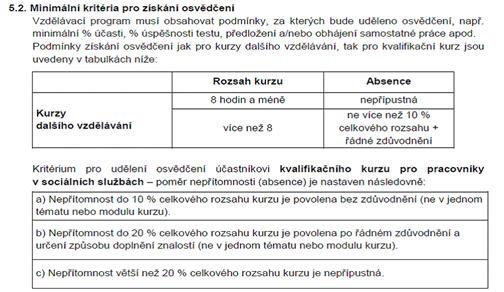 5.2. Minimální kritéria pro získání osvědčení
Vzdělávací program musí obsahovat podmínky, za kterých bude uděleno osvědčení, např.
minimální % účasti, % úspěšnosti testu, předložení a/nebo obhájení samostatné práce apod.
Podmínky získání osvědčení jak pro kurzy dalšího vzdělávání, tak pro kvalifikační kurz jsou
uvedeny v tabulkách níže:
Rozsah kurzu Absence
Kurzy
dalšího vzdělávání
8 hodin a méně nepřípustná
více než 8
ne více než 10 %
celkového rozsahu +
řádné zdůvodnění
Kritérium pro udělení osvědčení účastníkovi kvalifikačního kurzu pro pracovníky
v sociálních službách – poměr nepřítomnosti (absence) je nastaven následovně:
a) Nepřítomnost do 10 % celkového rozsahu kurzu je povolena bez zdůvodnění (ne v jednom
tématu nebo modulu kurzu).
b) Nepřítomnost do 20 % celkového rozsahu kurzu je povolena po řádném zdůvodnění a
určení způsobu doplnění znalostí (ne v jednom tématu nebo modulu kurzu).
c) Nepřítomnost větší než 20 % celkového rozsahu kurzu je nepřípustná.